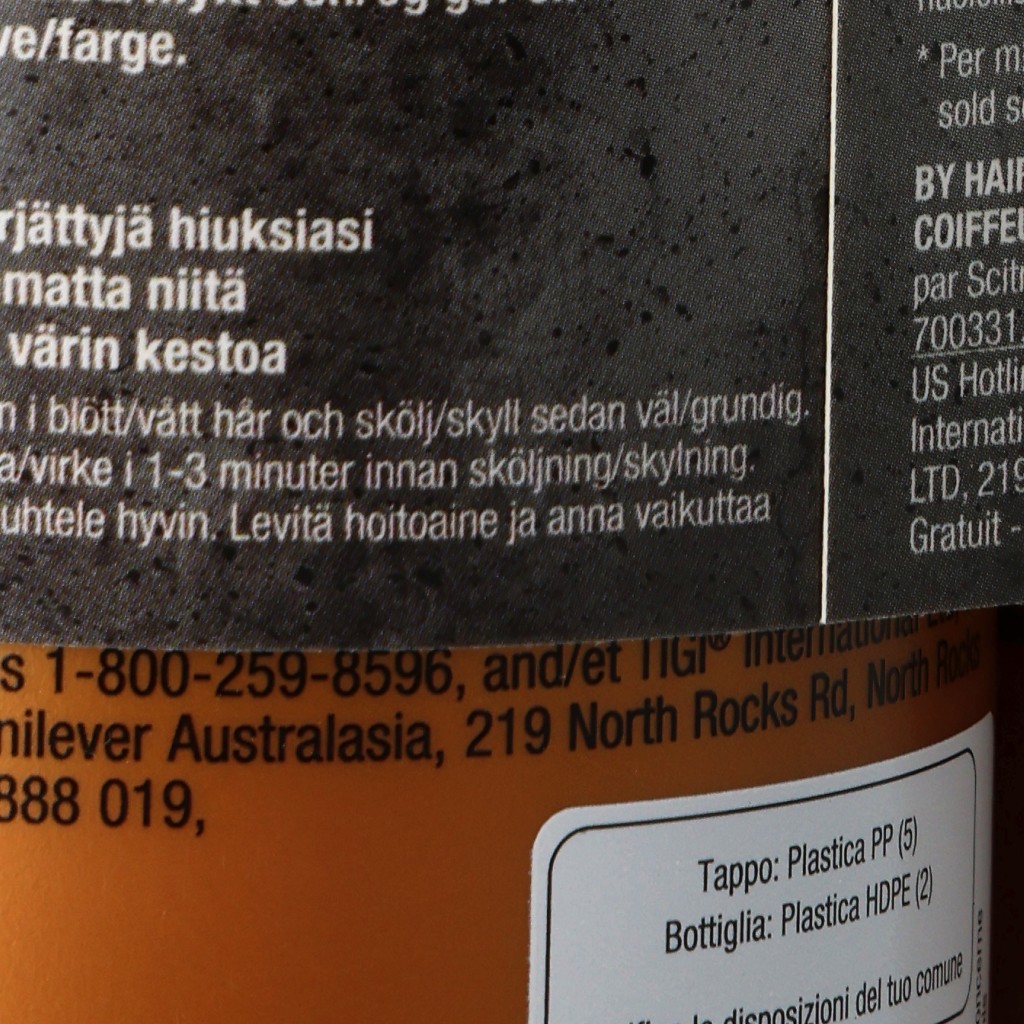 ve/farge.
rjättyjä hiuksiasi
matta niitä
värin kestoa
n i blött/vått hår och skölj/skyll sedan väl/grundig.
a/virke i 1-3 minuter innan sköljning/skylning.
uhtele hyvin. Levitä hoitoaine ja anna vaikuttaa
* Per m
sold s
BY HAIR
COIFFEU
par Scit
700331
US Hotli
Internati
LTD, 219
Gratuit -
s 1-800-259-8596, and/et TIGI® International
nilever Australasia, 219 North Rocks Rd, North Rocks
888 019,
Tappo: Plastica PP (5)
Bottiglia: Plastica HDPE (2)
disposizioni del tuo comune